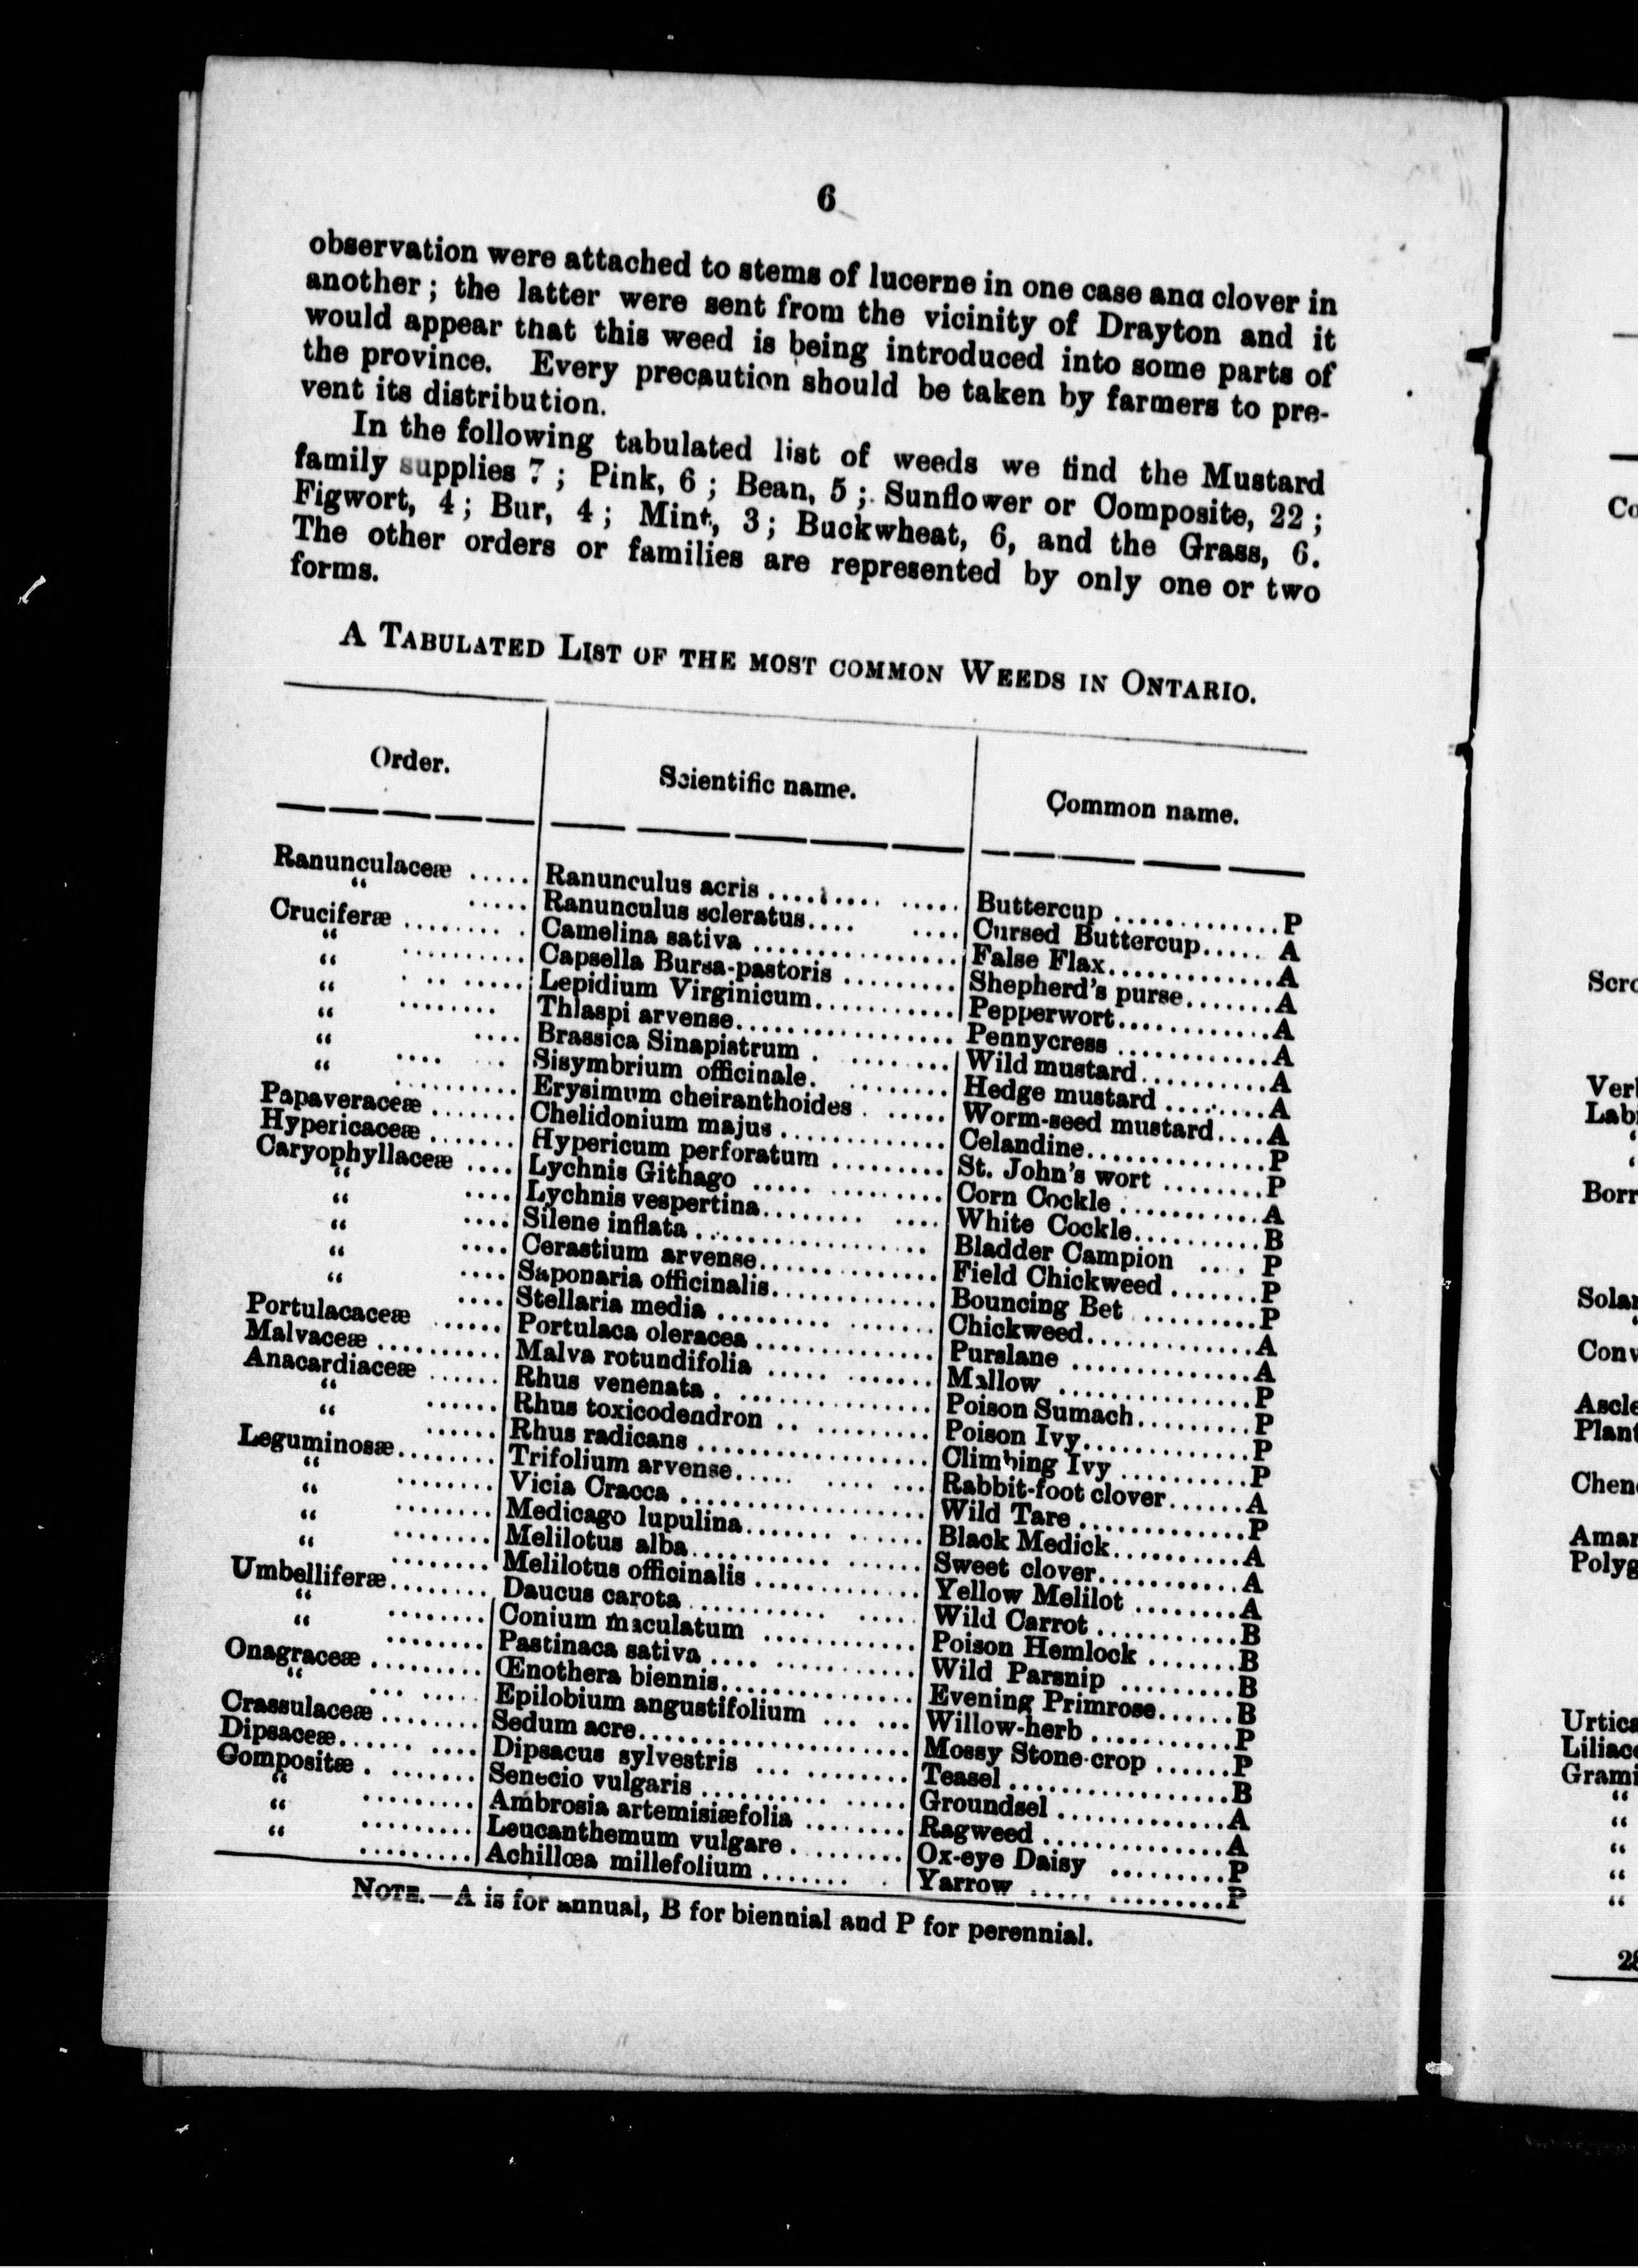 6
observation were attached to stems of lucerne in one case and clover in
another; the latter were sent from the vicinity of Drayton and it
would appear that this weed is being introduced into some parts of
the province. Every precaution should be taken by farmers to pre-
vent its distribution.
In the following tabulated list of weeds we find the Mustard
family supplies 7; Pink, 6; Bean, 5; Sunflower or Composite, 22;
Figwort, 4; Bur, 4; Mint, 3; Buckwheat, 6, and the Grass, 6.
The other orders or families are represented by only one or two
forms.
A TABULATED LIST OF THE MOST COMMON WEEDS IN ONTARIO.
Order. Scientific name. Common name.
Ranunculaceæ ..... Ranunculus acris ..... Buttercup ..... P
“ ..... Ranunculus scleratus..... Cursed Buttercup..... A
Cruciferæ ..... Camelina sativa ..... False Flax..... A
“ ..... Capsella Bursa-pastoris ..... Shepherd's purse..... A
“ ..... Lepidium Virginicum..... Pepperwort..... A
“ ..... Thlaspi arvense..... Pennycress ..... A
“ ..... Brassica Sinapistrum ..... Wild mustard..... A
“ ..... Sisymbrium officinale..... Hedge mustard ..... A
“ ..... Erysimum cheiranthoides ..... Worm-seed mustard.....A
Papaveraceæ ..... Chelidonium majus ..... Celandine..... P
Hypericaceæ ..... Hypericum perforatum ..... St. John's wort ..... P
Caryophyllaceæ ..... Lychnis Githago ..... Corn Cockle ..... A
“ ..... Lychnis vespertina..... White Cockle..... B
“ ..... Silene inflata ..... Bladder Campion ..... P
“ ..... Cerastium arvense..... Field Chickweed ..... P
“ ..... Saponaria officinalis..... Bouncing Bet ..... P
“ ..... Stellaria media ..... Chickweed..... A
Portulacaceæ ..... Portulaca oleracea ..... Purslane ..... A
Malvaceæ ..... Malva rotundifolia ..... Mallow ..... P
Anacardiaceæ ..... Rhus venenata ..... Poison Sumach..... P
“ ..... Rhus toxicodendron ..... Poison Ivy..... P
“ ..... Rhus radicans ..... Climbing Ivy ..... P
Leguminosæ..... Trifolium arvense..... Rabbit-foot clover..... A
“ ..... Vicia Cracca ..... Wild Tare ..... P
“ ..... Medicago lupulina..... Black Medick..... A
“ ..... Melilotus alba..... Sweet clover..... A
“ ..... Melilotus officinalis ..... Yellow Melilot ..... A
Umbelliferæ..... Daucus carota ..... Wild Carrot ..... B
“ ..... Conium maculatum ..... Poison Hemlock ..... B
“ ..... Pastinaca sativa ..... Wild Parsnip ..... B
Onagraceæ ..... Œnothera biennis..... Evening Primrose..... B
“ ..... Epilobium angustifolium ..... Willow-herb ..... P
Crassulaceæ ..... Sedum acre..... Mossy Stone-crop ..... P
Dipsaceæ..... Dipsacus sylvestris ..... Teasel ..... B
Compositæ ..... Senecio vulgaris ..... Groundsel ..... A
“ ..... Ambrosia artemisiæfolia ..... Ragweed ..... A
“ ..... Leucanthemum vulgare ..... Ox-eye Daisy ..... P
“ ..... Achillœa millefolium ..... Yarrow ..... P
NOTE.—A is for annual, B for biennial and P for perennial.